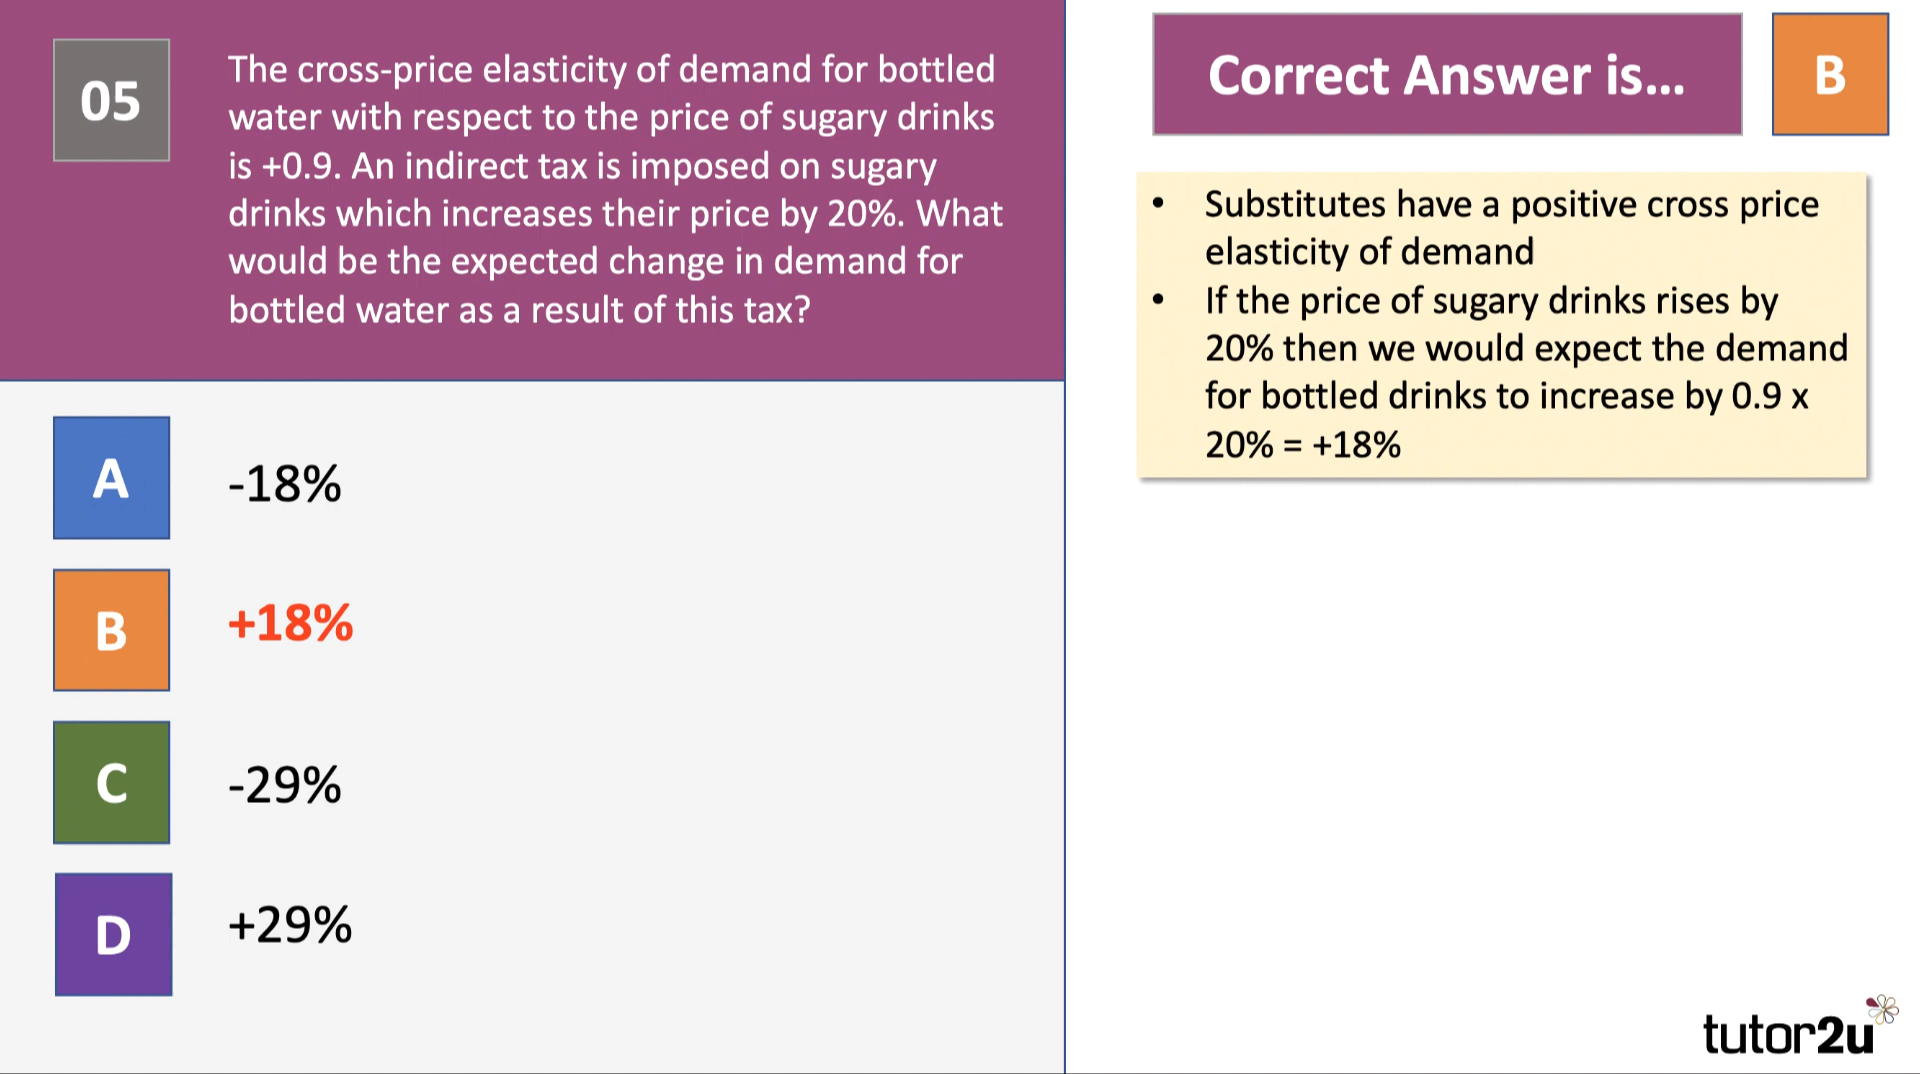 05
The cross-price elasticity of demand for bottled
water with respect to the price of sugary drinks
is +0.9. An indirect tax is imposed on sugary
drinks which increases their price by 20%. What
would be the expected change in demand for
bottled water as a result of this tax?
A
-18%
B
+18%
C
-29%
D
+29%
Correct Answer is...
B
• Substitutes have a positive cross price
elasticity of demand
• If the price of sugary drinks rises by
20% then we would expect the demand
for bottled drinks to increase by 0.9 x
20% = +18%
tutor2u